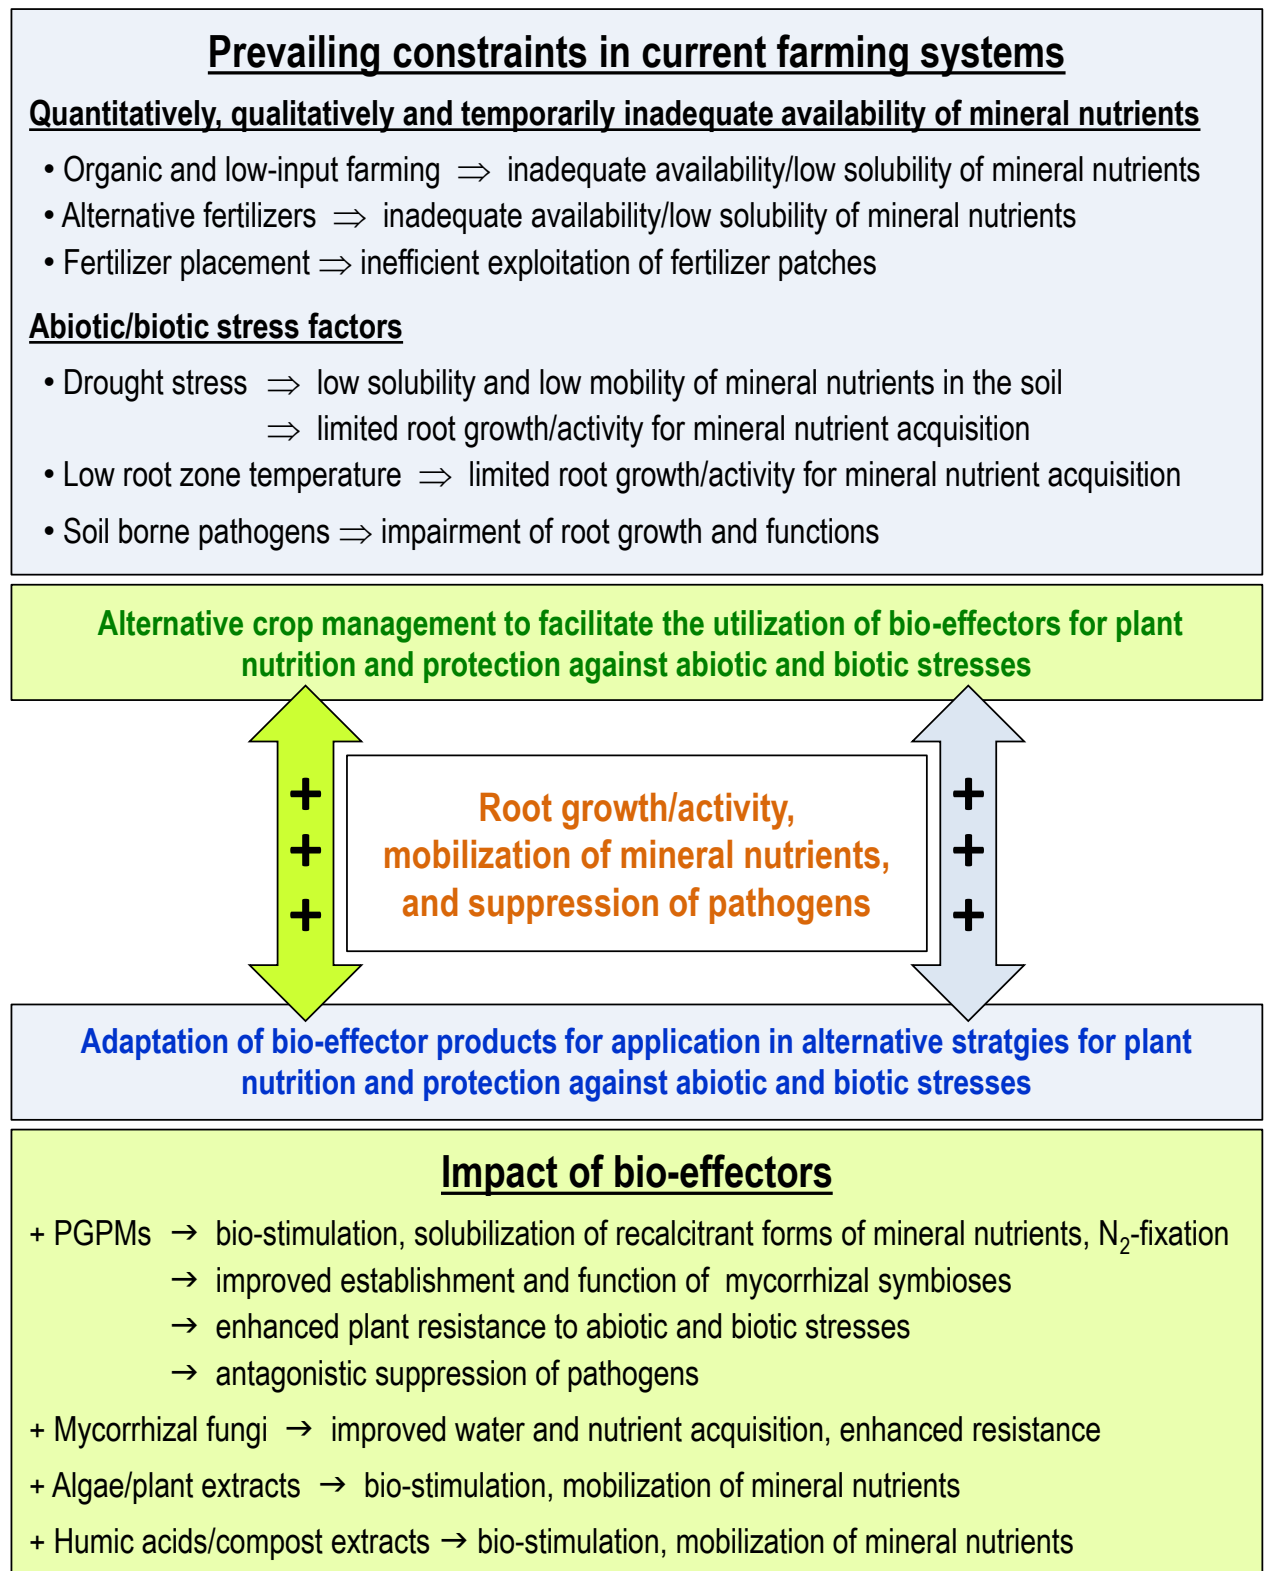 Prevailing constraints in current farming systems
Quantitatively, qualitatively and temporarily inadequate availability of mineral nutrients
• Organic and low-input farming ⇒ inadequate availability/low solubility of mineral nutrients
• Alternative fertilizers ⇒ inadequate availability/low solubility of mineral nutrients
• Fertilizer placement ⇒ inefficient exploitation of fertilizer patches
Abiotic/biotic stress factors
• Drought stress ⇒ low solubility and low mobility of mineral nutrients in the soil
⇒ limited root growth/activity for mineral nutrient acquisition
• Low root zone temperature ⇒ limited root growth/activity for mineral nutrient acquisition
• Soil borne pathogens ⇒ impairment of root growth and functions
Alternative crop management to facilitate the utilization of bio-effectors for plant
nutrition and protection against abiotic and biotic stresses
+
+
+
Root growth/activity,
mobilization of mineral nutrients,
and suppression of pathogens
+
+
+
Adaptation of bio-effector products for application in alternative stratgies for plant
nutrition and protection against abiotic and biotic stresses
Impact of bio-effectors
+ PGPMs → bio-stimulation, solubilization of recalcitrant forms of mineral nutrients, N₂-fixation
→ improved establishment and function of mycorrhizal symbioses
→ enhanced plant resistance to abiotic and biotic stresses
→ antagonistic suppression of pathogens
+ Mycorrhizal fungi → improved water and nutrient acquisition, enhanced resistance
+ Algae/plant extracts → bio-stimulation, mobilization of mineral nutrients
+ Humic acids/compost extracts → bio-stimulation, mobilization of mineral nutrients